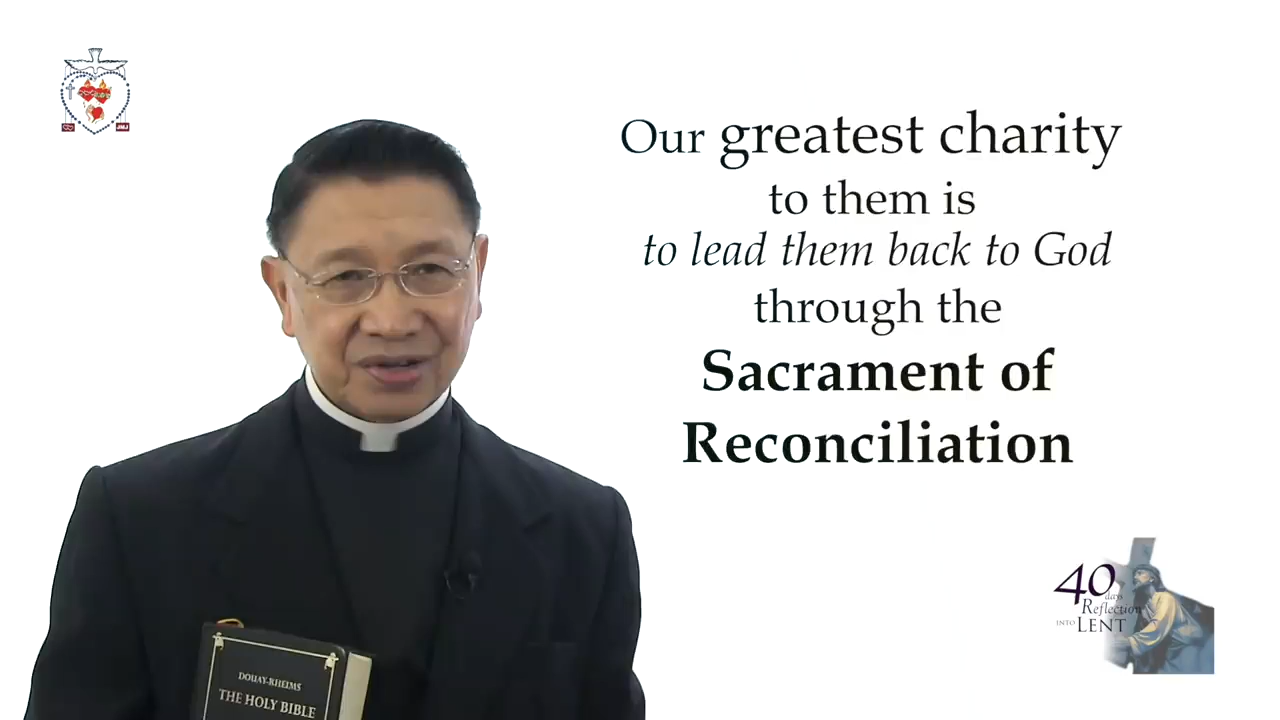 Our greatest charity
to them is
to lead them back to God
through the
Sacrament of
Reconciliation
40
days
Reflection
INTO LENT
DOUAY-RHEIMS
THE HOLY BIBLE